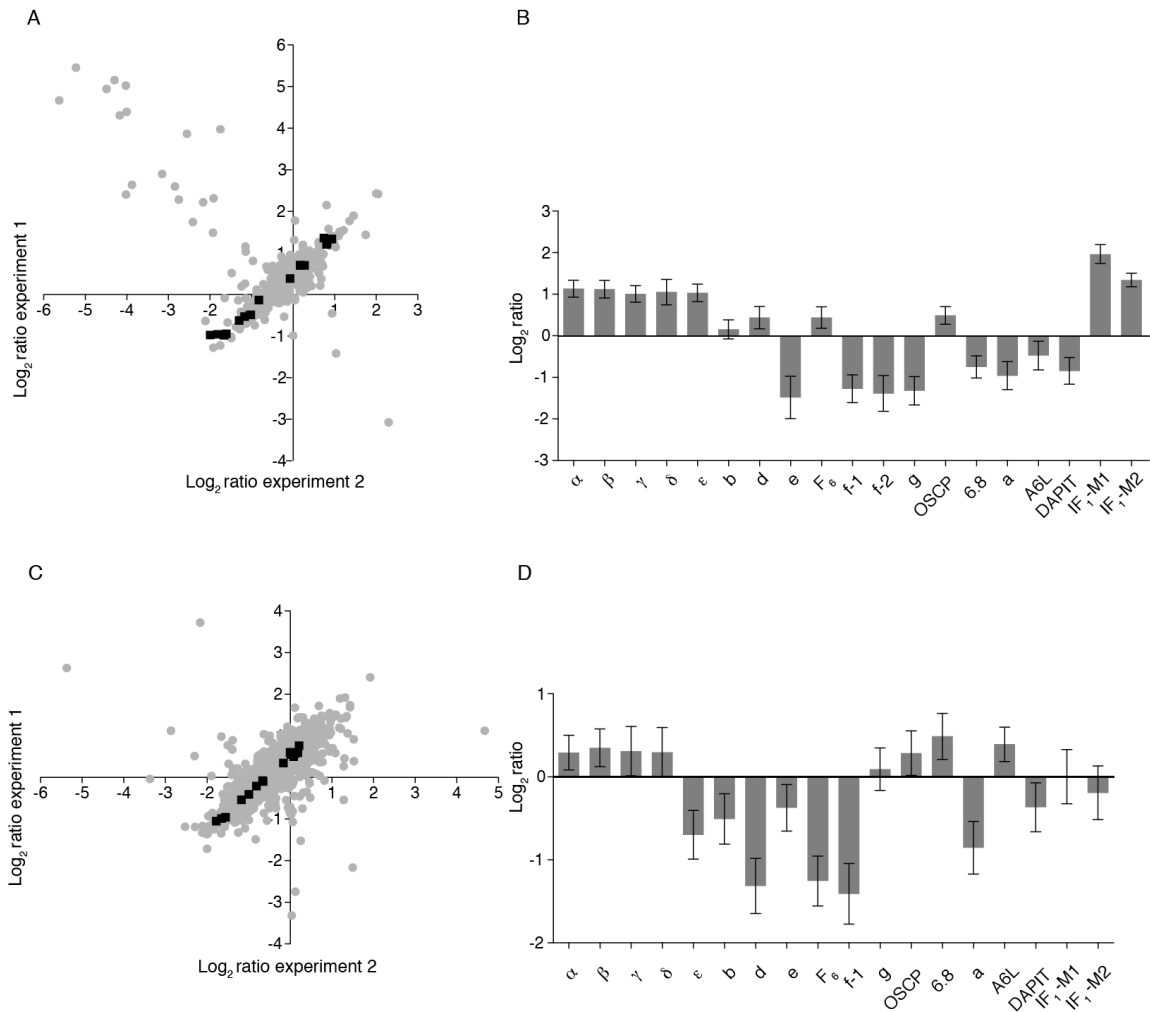 A
B
6
5
4
3
2
1
-6 -5 -4 -3 -2 -1 1 2 3
-1
-2
-3
-4
Log2 ratio experiment 1
Log2 ratio experiment 2
3
2
1
0
-1
-2
-3
Log2 ratio
α β γ δ ε b d e F6 f-1 f-2 g OSCP 6.8 a A6L DAPIT IF1-M1 IF1-M2
C
D
4
3
2
1
-6 -5 -4 -3 -2 -1 1 2 4 5
-1
-2
-3
-4
Log2 ratio experiment 1
Log2 ratio experiment 2
1
0
-1
-2
Log2 ratio
α β γ δ ε b d e F6 f-1 g OSCP 6.8 a A6L DAPIT IF1-M1 IF1-M2